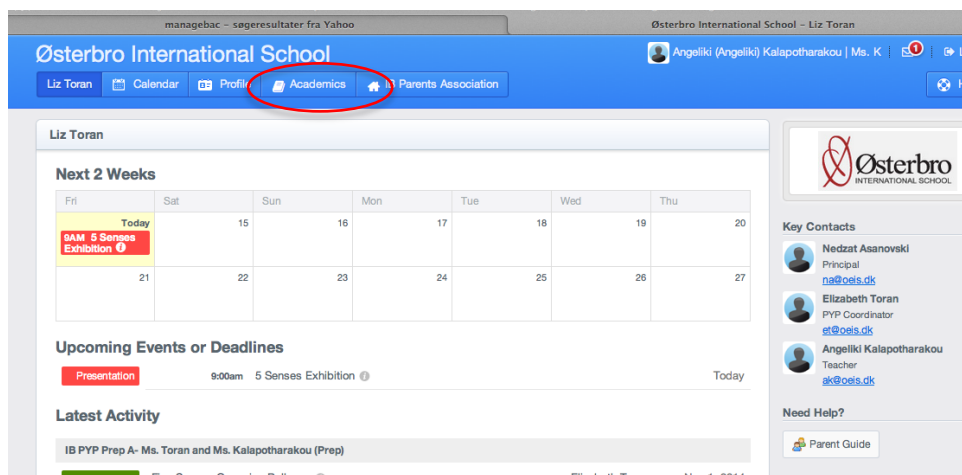 managebac – søgeresultater fra Yahoo
Østerbro International School – Liz Toran
Østerbro International School
Angeliki (Angeliki) Kalapotharakou | Ms. K
1
Liz Toran
Calendar
Profile
Academics
IB Parents Association
Liz Toran
Next 2 Weeks
Fri Sat Sun Mon Tue Wed Thu
Today 15 16 17 18 19 20
9AM 5 Senses
Exhibition
21 22 23 24 25 26 27
Upcoming Events or Deadlines
Presentation 9:00am 5 Senses Exhibition Today
Latest Activity
IB PYP Prep A- Ms. Toran and Ms. Kalapotharakou (Prep)
Østerbro
INTERNATIONAL SCHOOL
Key Contacts
Nedzat Asanovski
Principal
na@oeis.dk
Elizabeth Toran
PYP Coordinator
et@oeis.dk
Angeliki Kalapotharakou
Teacher
ak@oeis.dk
Need Help?
Parent Guide